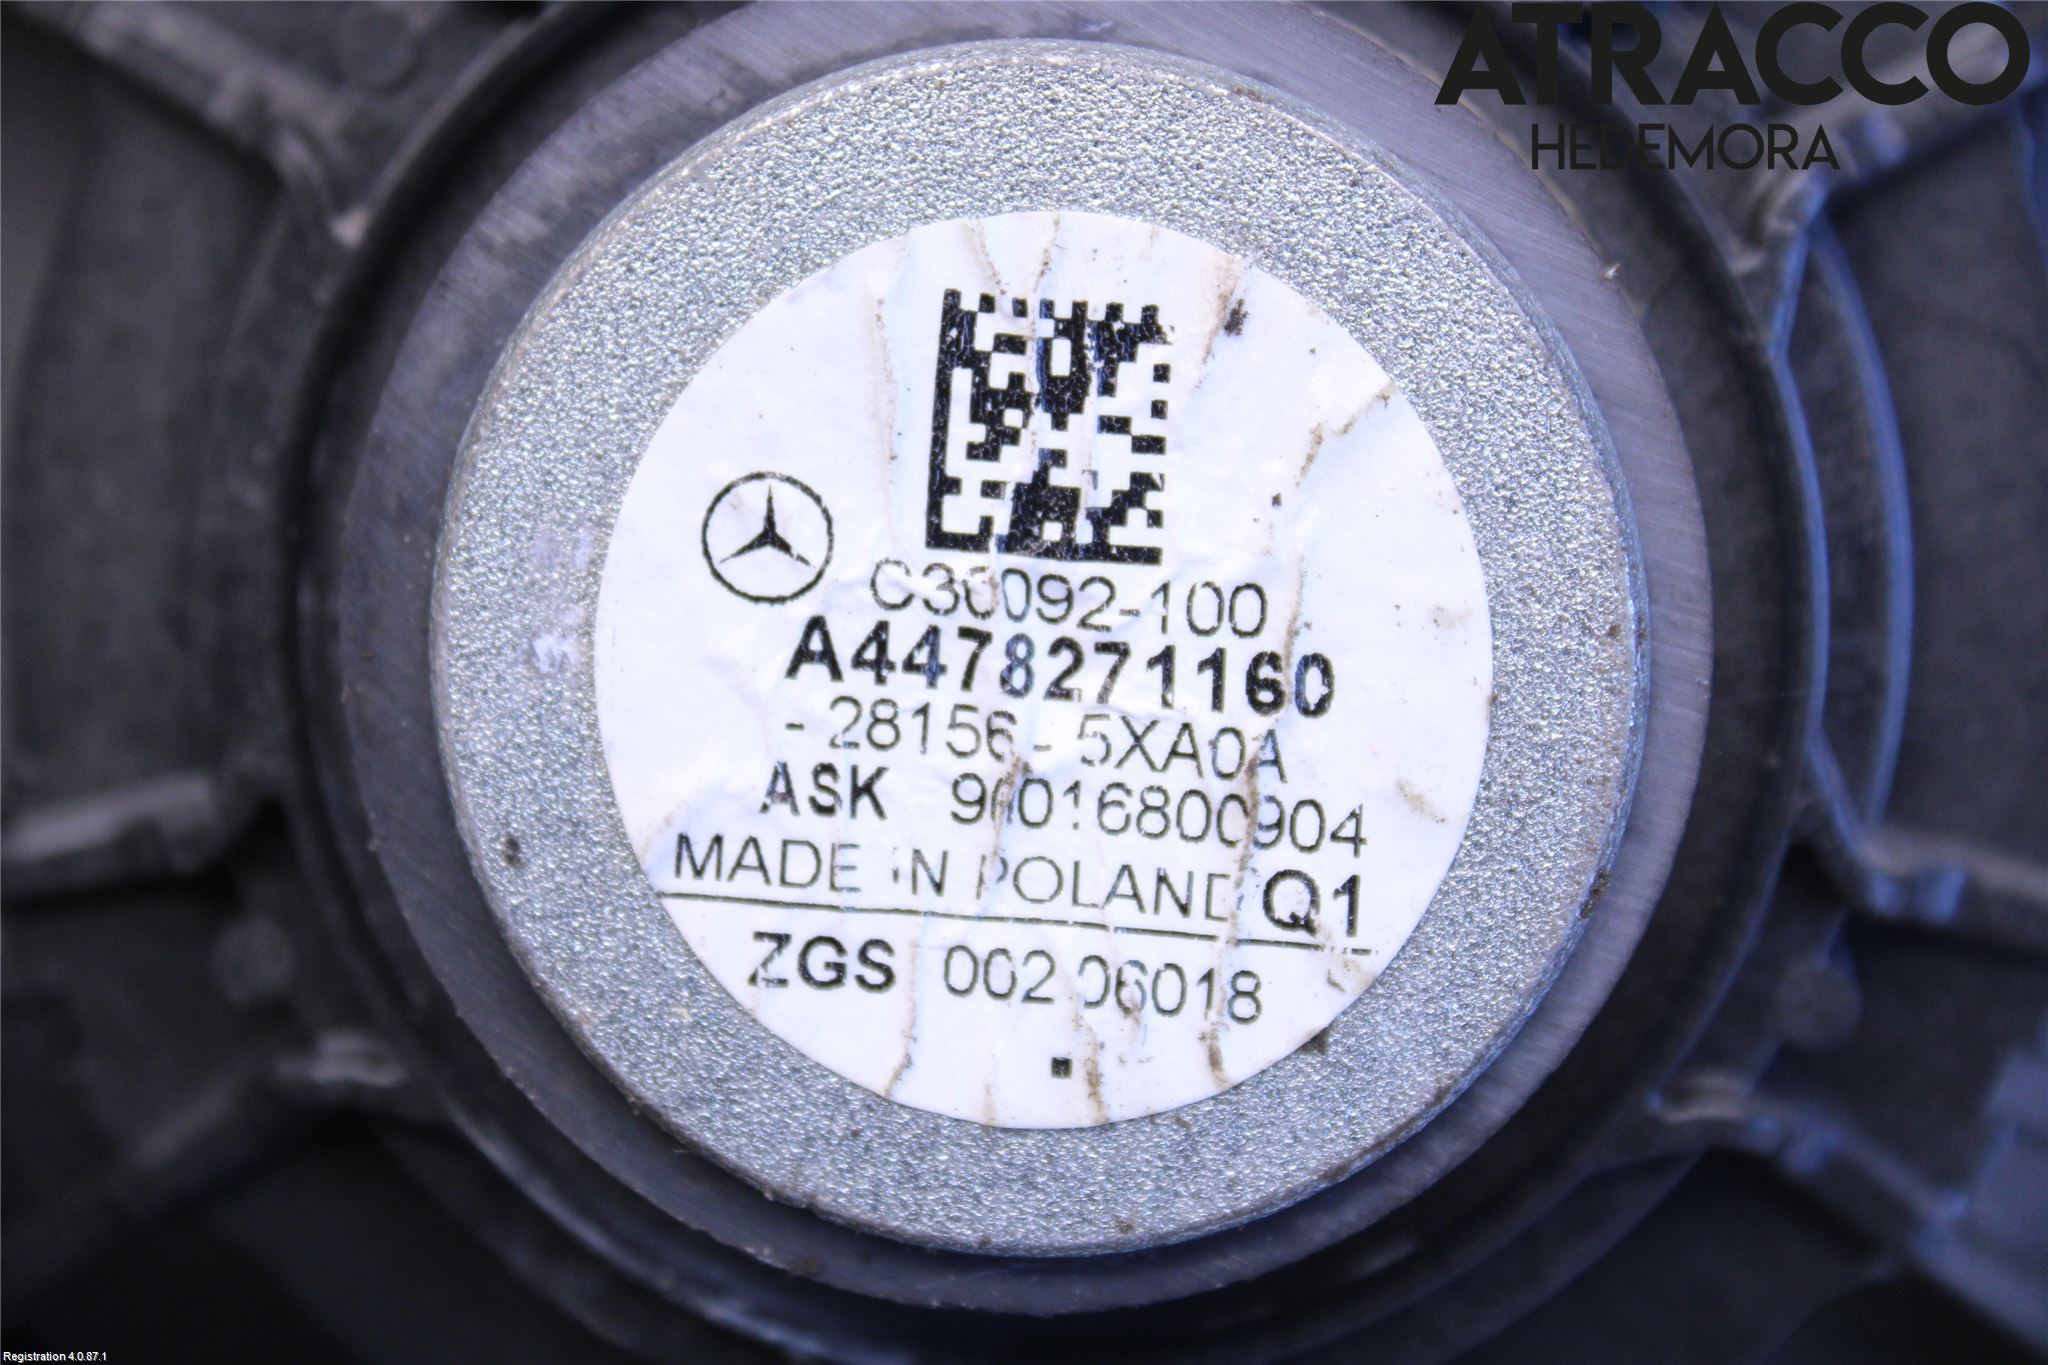 ATRACCO
HEDEMORA
C30092-100
A4478271160
-28156-5XA0A
ASK 90016800904
MADE IN POLAND Q1
ZGS 002 06018
Registration 4.0.87.1